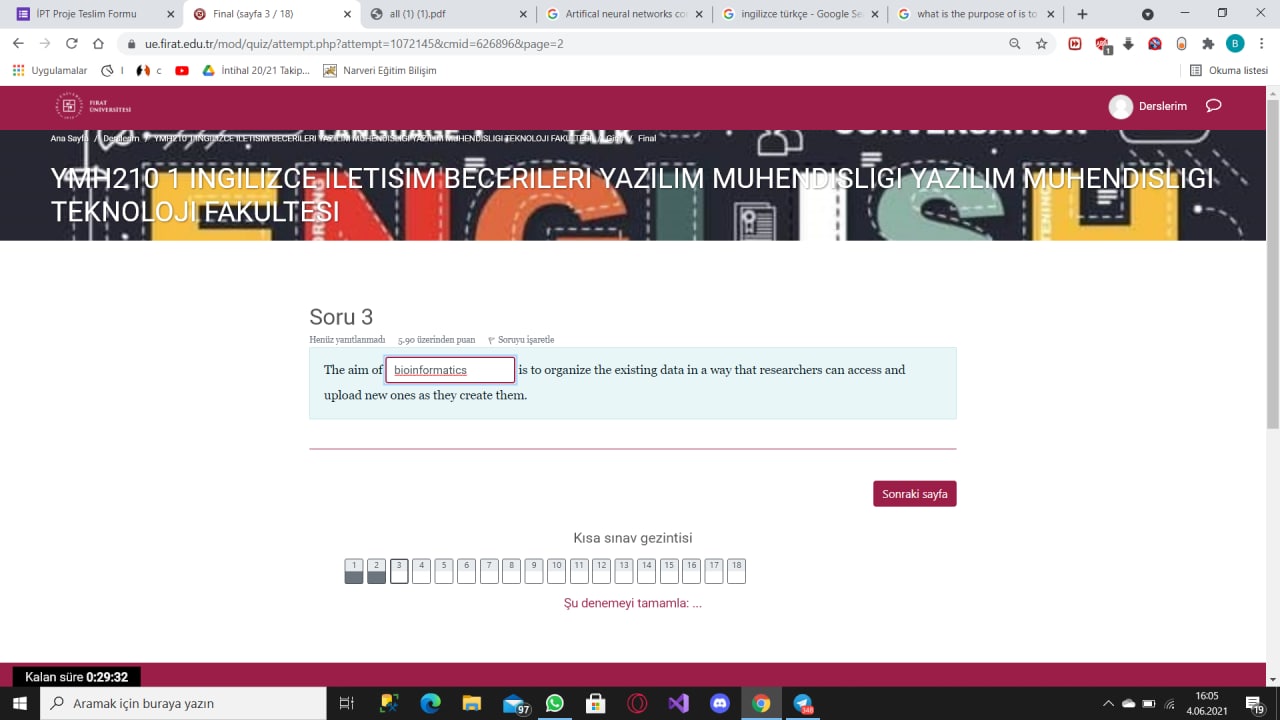 İPT Proje Teslim Formu
Final (sayfa 3 / 18)
all (1) (1).pdf
Artifical neural networks co
ingilizce türkçe - Google Se
what is the purpose of is to
ue.firat.edu.tr/mod/quiz/attempt.php?attempt=1072145&cmid=626896&page=2
1
B
Uygulamalar
l
c
İntihal 20/21 Takip...
Narveri Eğitim Bilişim
Okuma listesi
FIRAT
ÜNİVERSİTESİ
Derslerim
Ana Sayfa / Derslerim / YMH210 1 INGILIZCE ILETISIM BECERILERI YAZILIM MUHENDISLIGI YAZILIM MUHENDISLIGI TEKNOLOJI FAKULTESI / / Final
YMH210 1 INGILIZCE ILETISIM BECERILERI YAZILIM MUHENDISLIGI YAZILIM MUHENDISLIGI
TEKNOLOJI FAKULTESI
ENGLISH
Soru 3
Henüz yanıtlanmadı 5,90 üzerinden puan Soruyu işaretle
The aim of bioinformatics is to organize the existing data in a way that researchers can access and
upload new ones as they create them.
Sonraki sayfa
Kısa sınav gezintisi
1 2 3 4 5 6 7 8 9 10 11 12 13 14 15 16 17 18
Şu denemeyi tamamla: ...
Kalan süre 0:29:32
Aramak için buraya yazın
97
16:05
4.06.2021
19